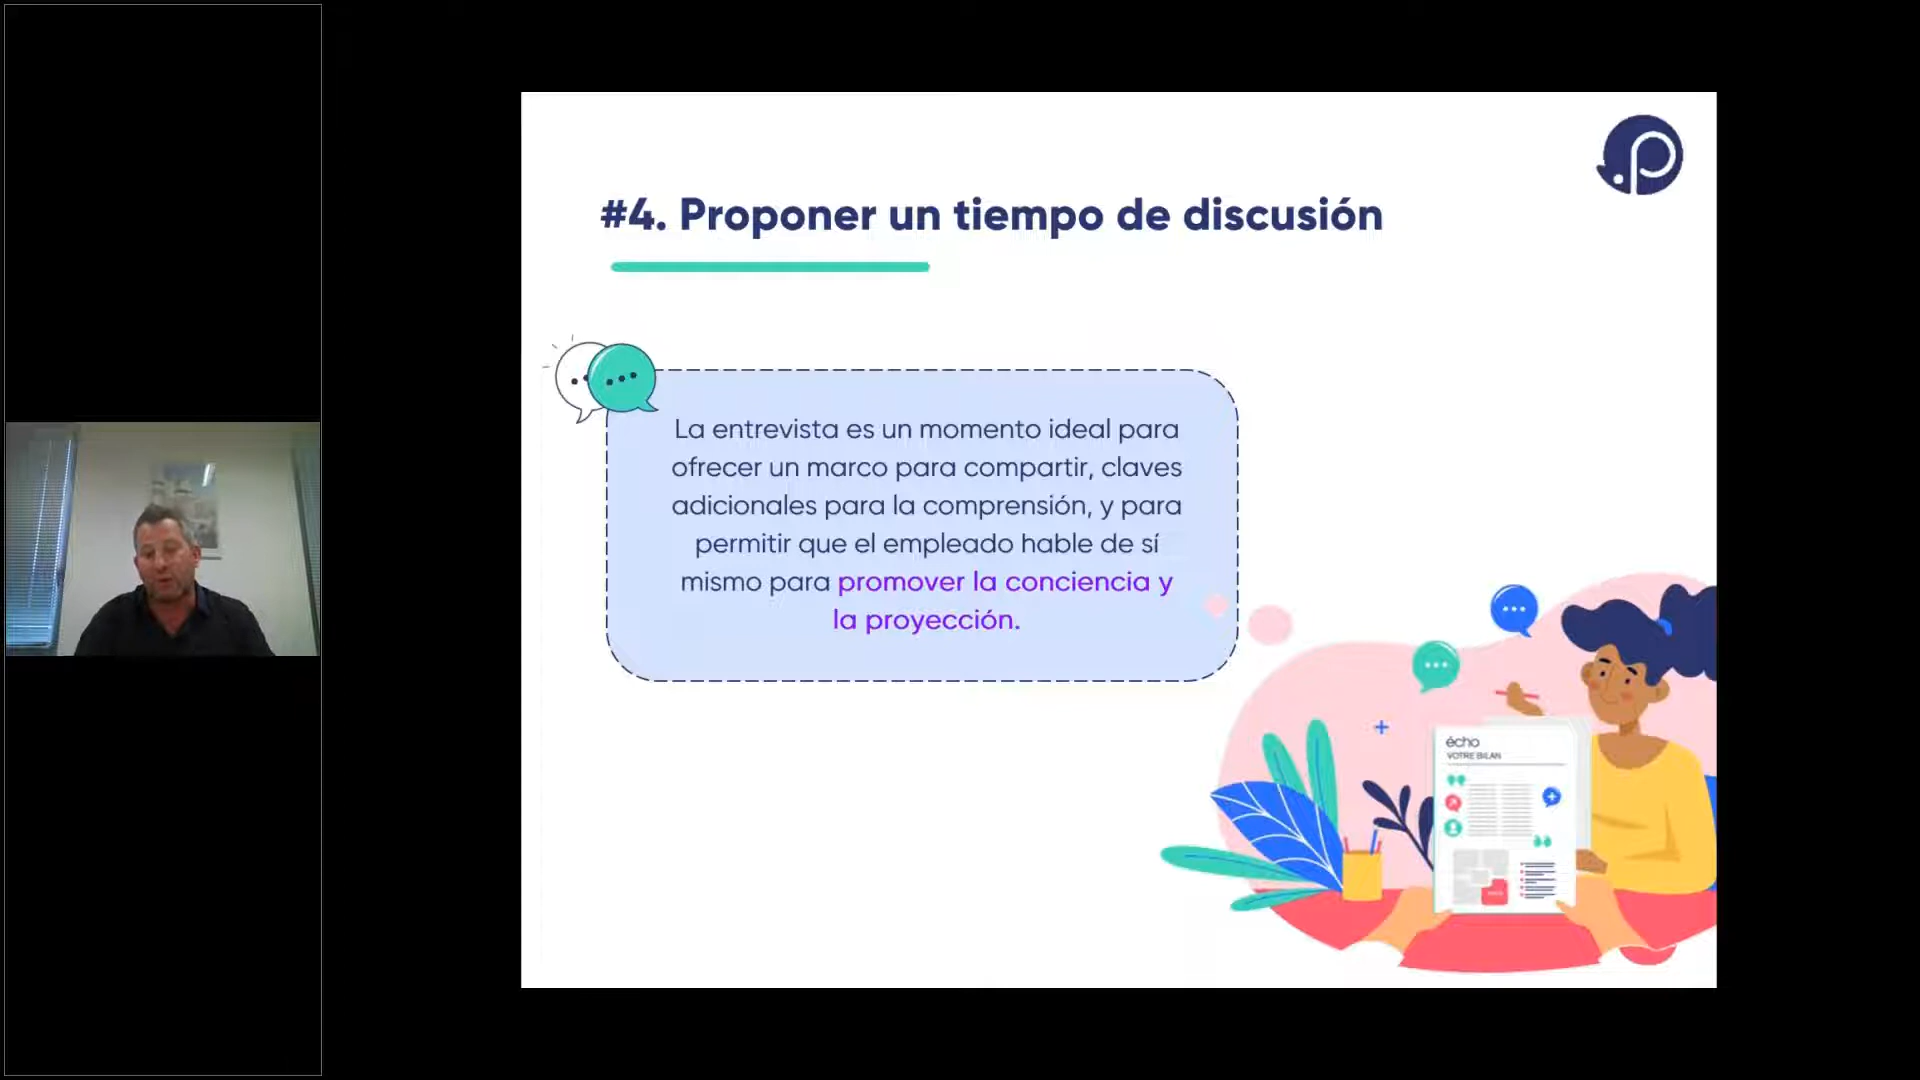 #4. Proponer un tiempo de discusión
La entrevista es un momento ideal para
ofrecer un marco para compartir, claves
adicionales para la comprensión, y para
permitir que el empleado hable de sí
mismo para promover la conciencia y
la proyección.
écho
VOTRE BILAN